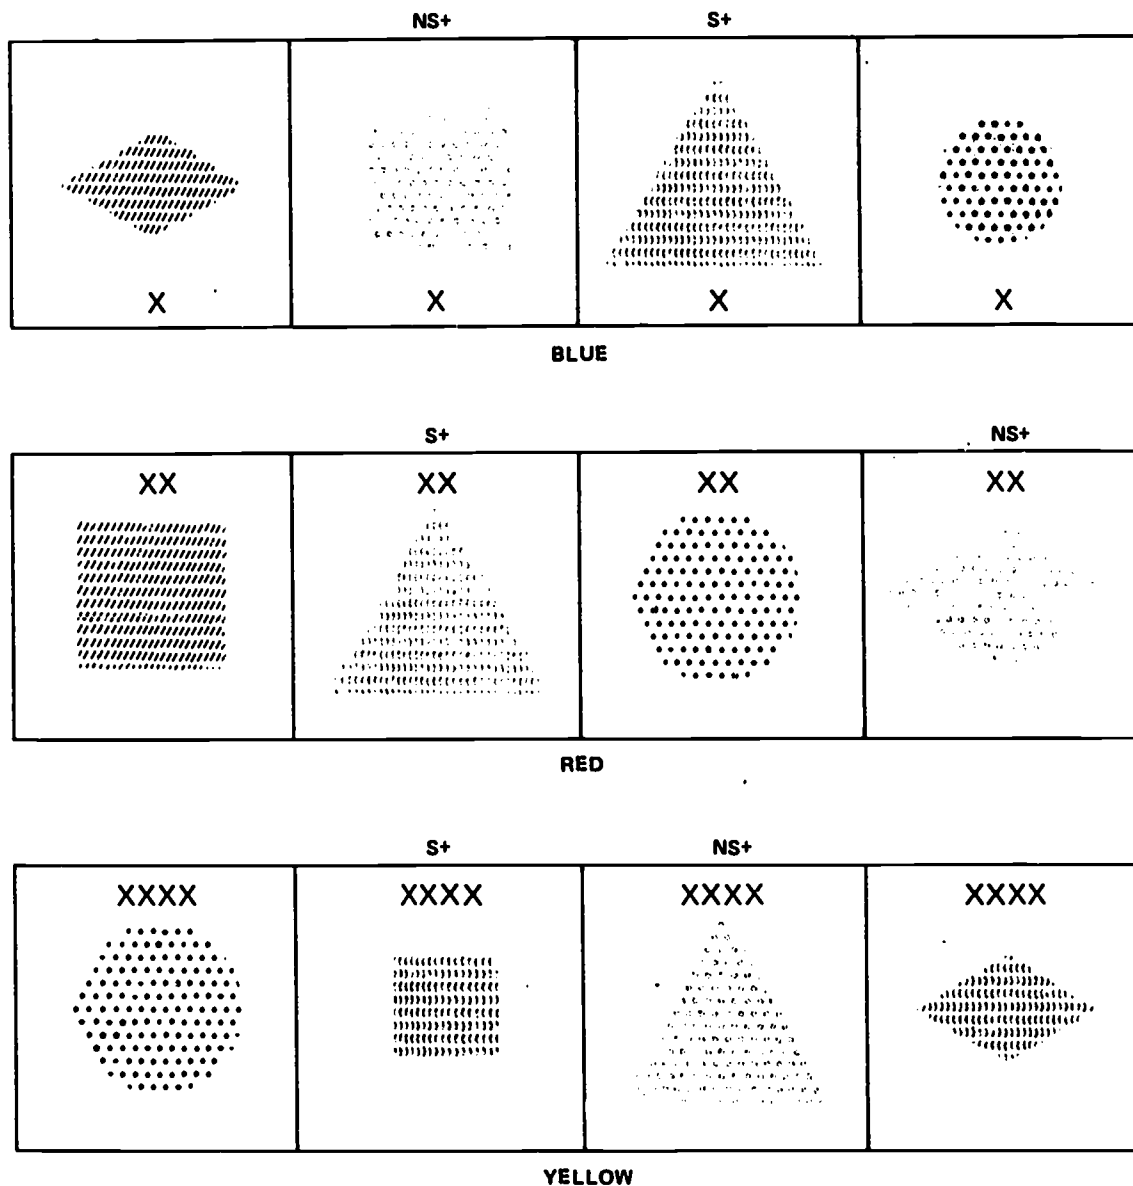 NS+ S+
X X X X
BLUE
S+ NS+
XX XX XX XX
RED
S+ NS+
XXXX XXXX XXXX XXXX
YELLOW